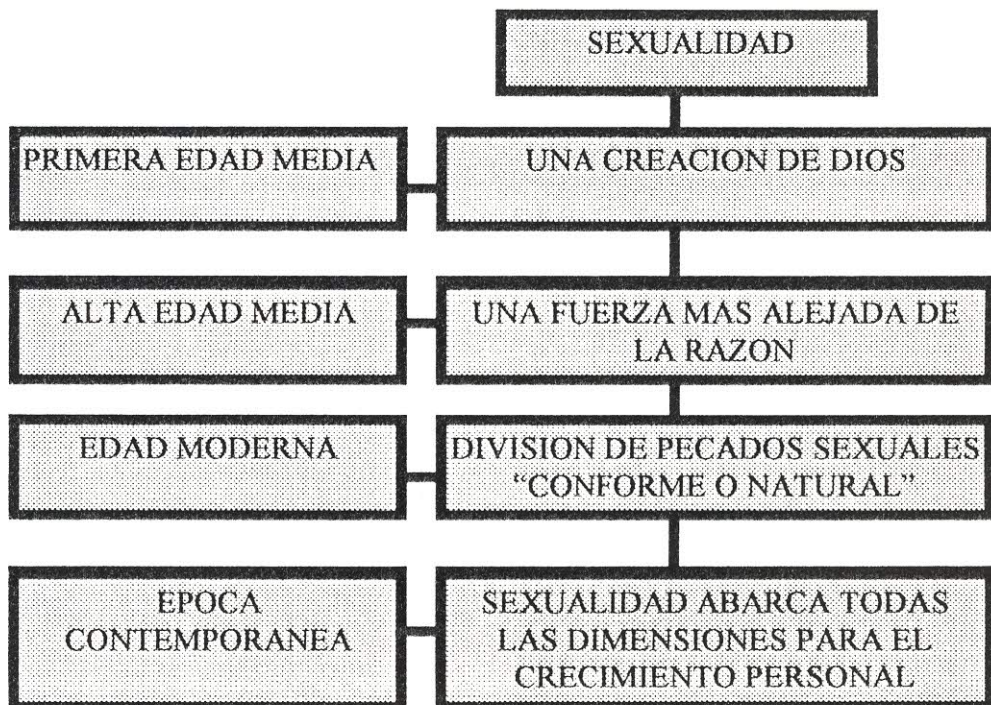 SEXUALIDAD
PRIMERA EDAD MEDIA
UNA CREACION DE DIOS
ALTA EDAD MEDIA
UNA FUERZA MAS ALEJADA DE
LA RAZON
EDAD MODERNA
DIVISION DE PECADOS SEXUALES
“CONFORME O NATURAL”
EPOCA
CONTEMPORANEA
SEXUALIDAD ABARCA TODAS
LAS DIMENSIONES PARA EL
CRECIMIENTO PERSONAL